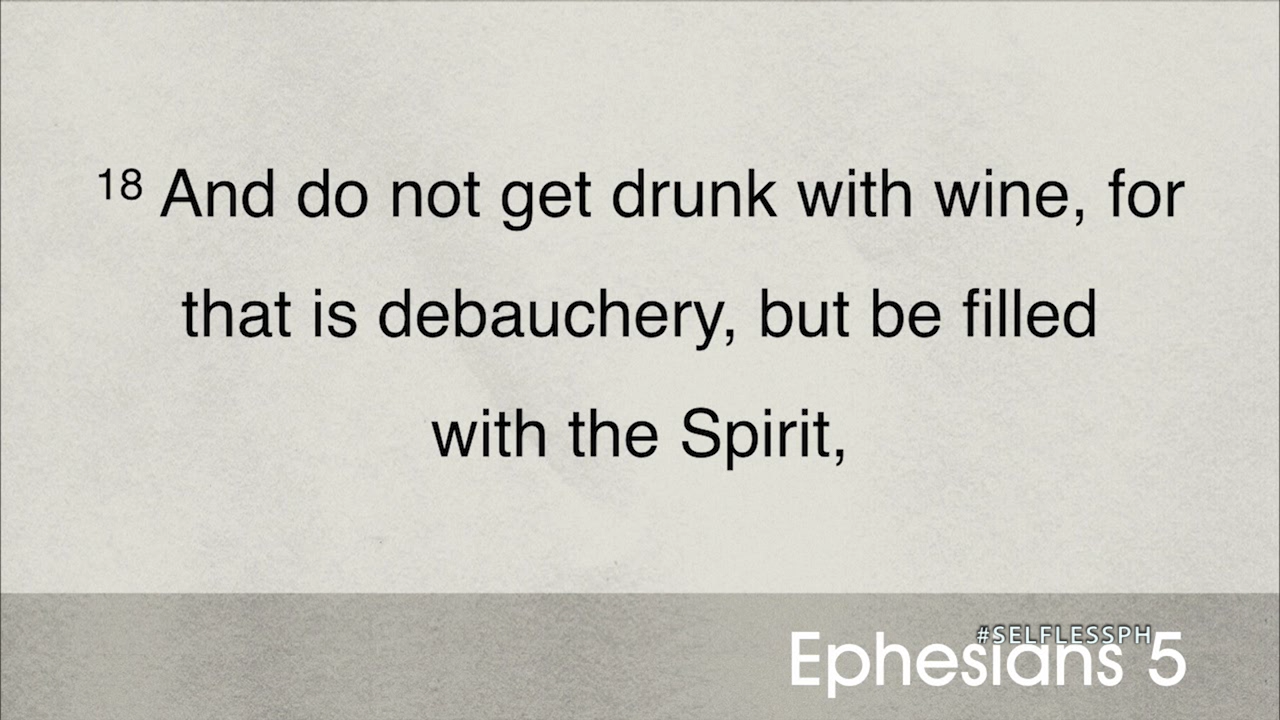 18 And do not get drunk with wine, for
that is debauchery, but be filled
with the Spirit,
#SELFLESSPH
Ephesians 5